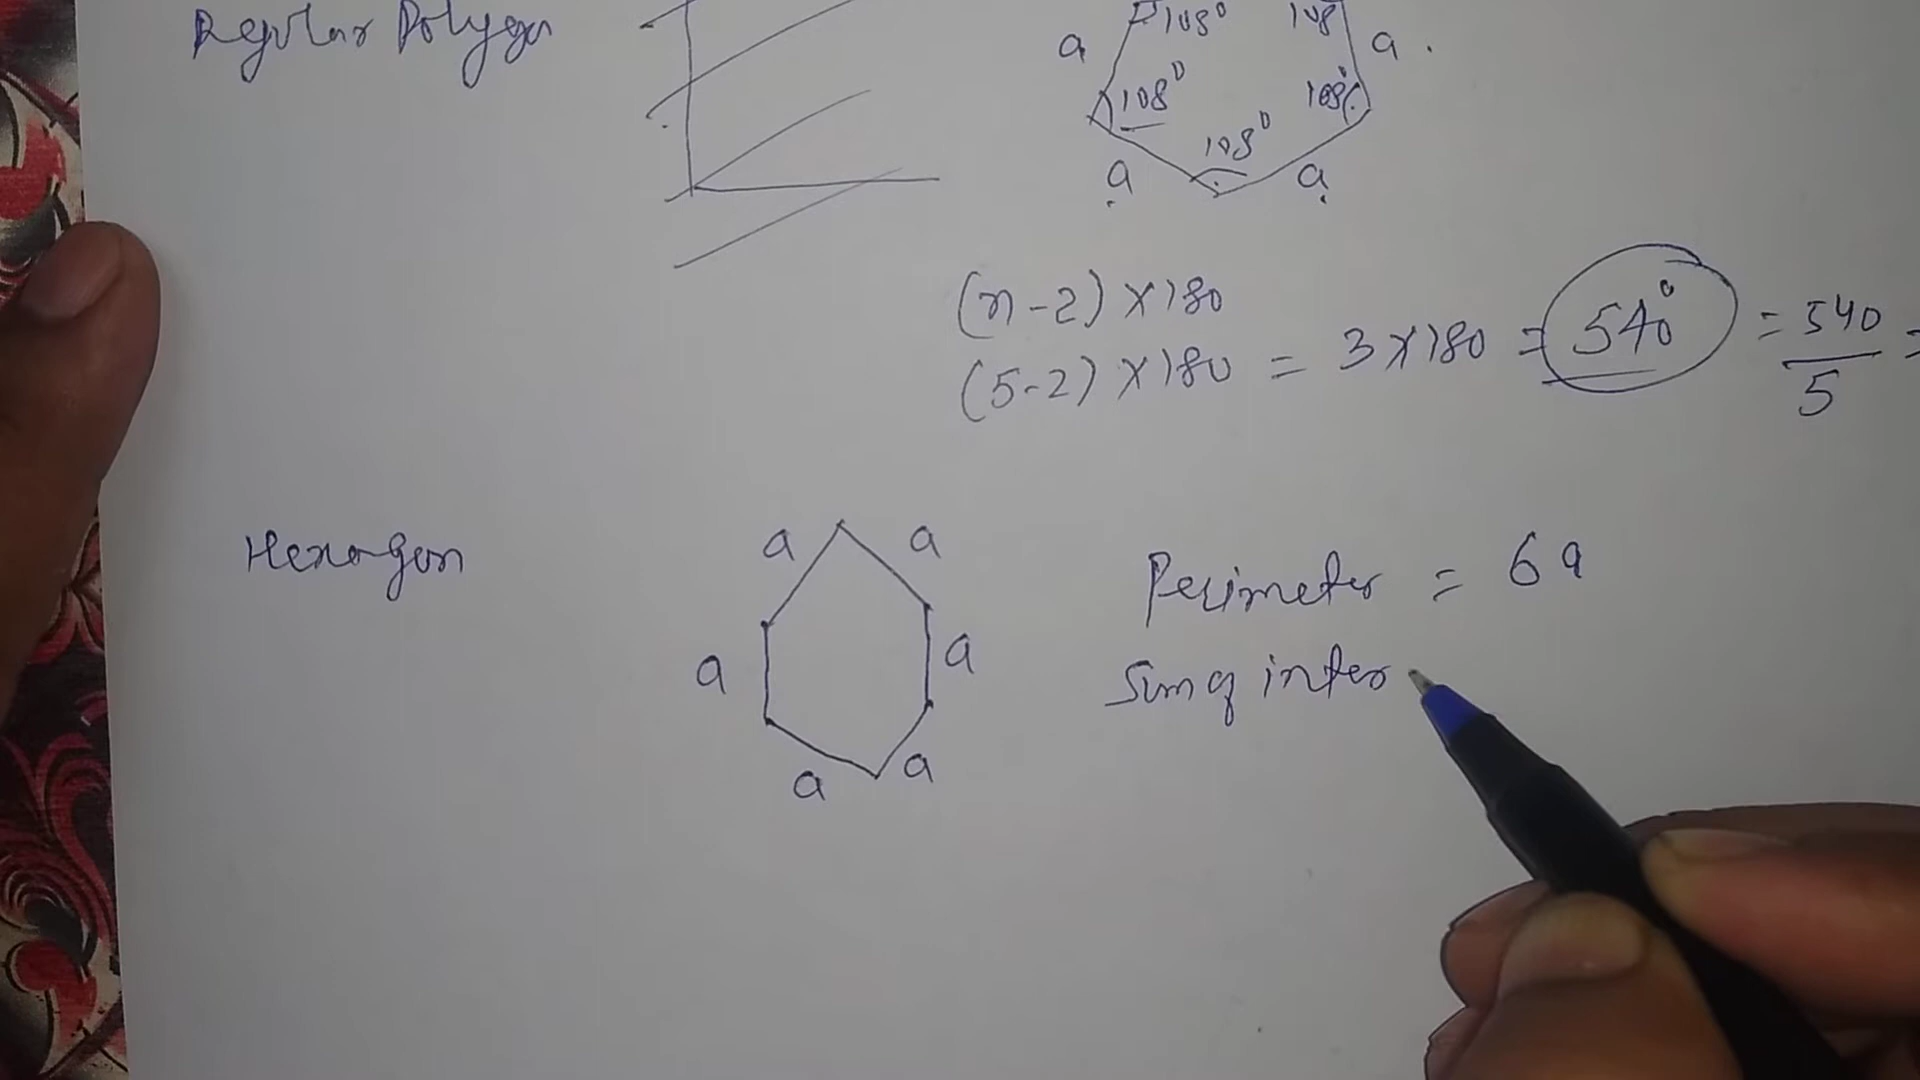 Regular Polygon
108° 108
a a .
108° 108°
108°
a a
(n-2) x 180
(5-2) x 180 = 3 x 180 = 540° = 540/5 =
Hexagon
a a
Perimeter = 6a
a a
Sum of inter
a a